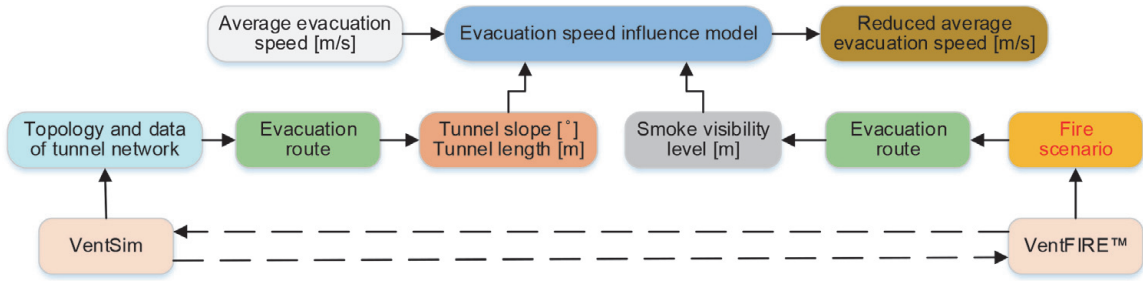 Average evacuation
speed [m/s]
Evacuation speed influence model
Reduced average
evacuation speed [m/s]
Topology and data
of tunnel network
Evacuation
route
Tunnel slope [°]
Tunnel length [m]
Smoke visibility
level [m]
Evacuation
route
Fire
scenario
VentSim
VentFIRE™